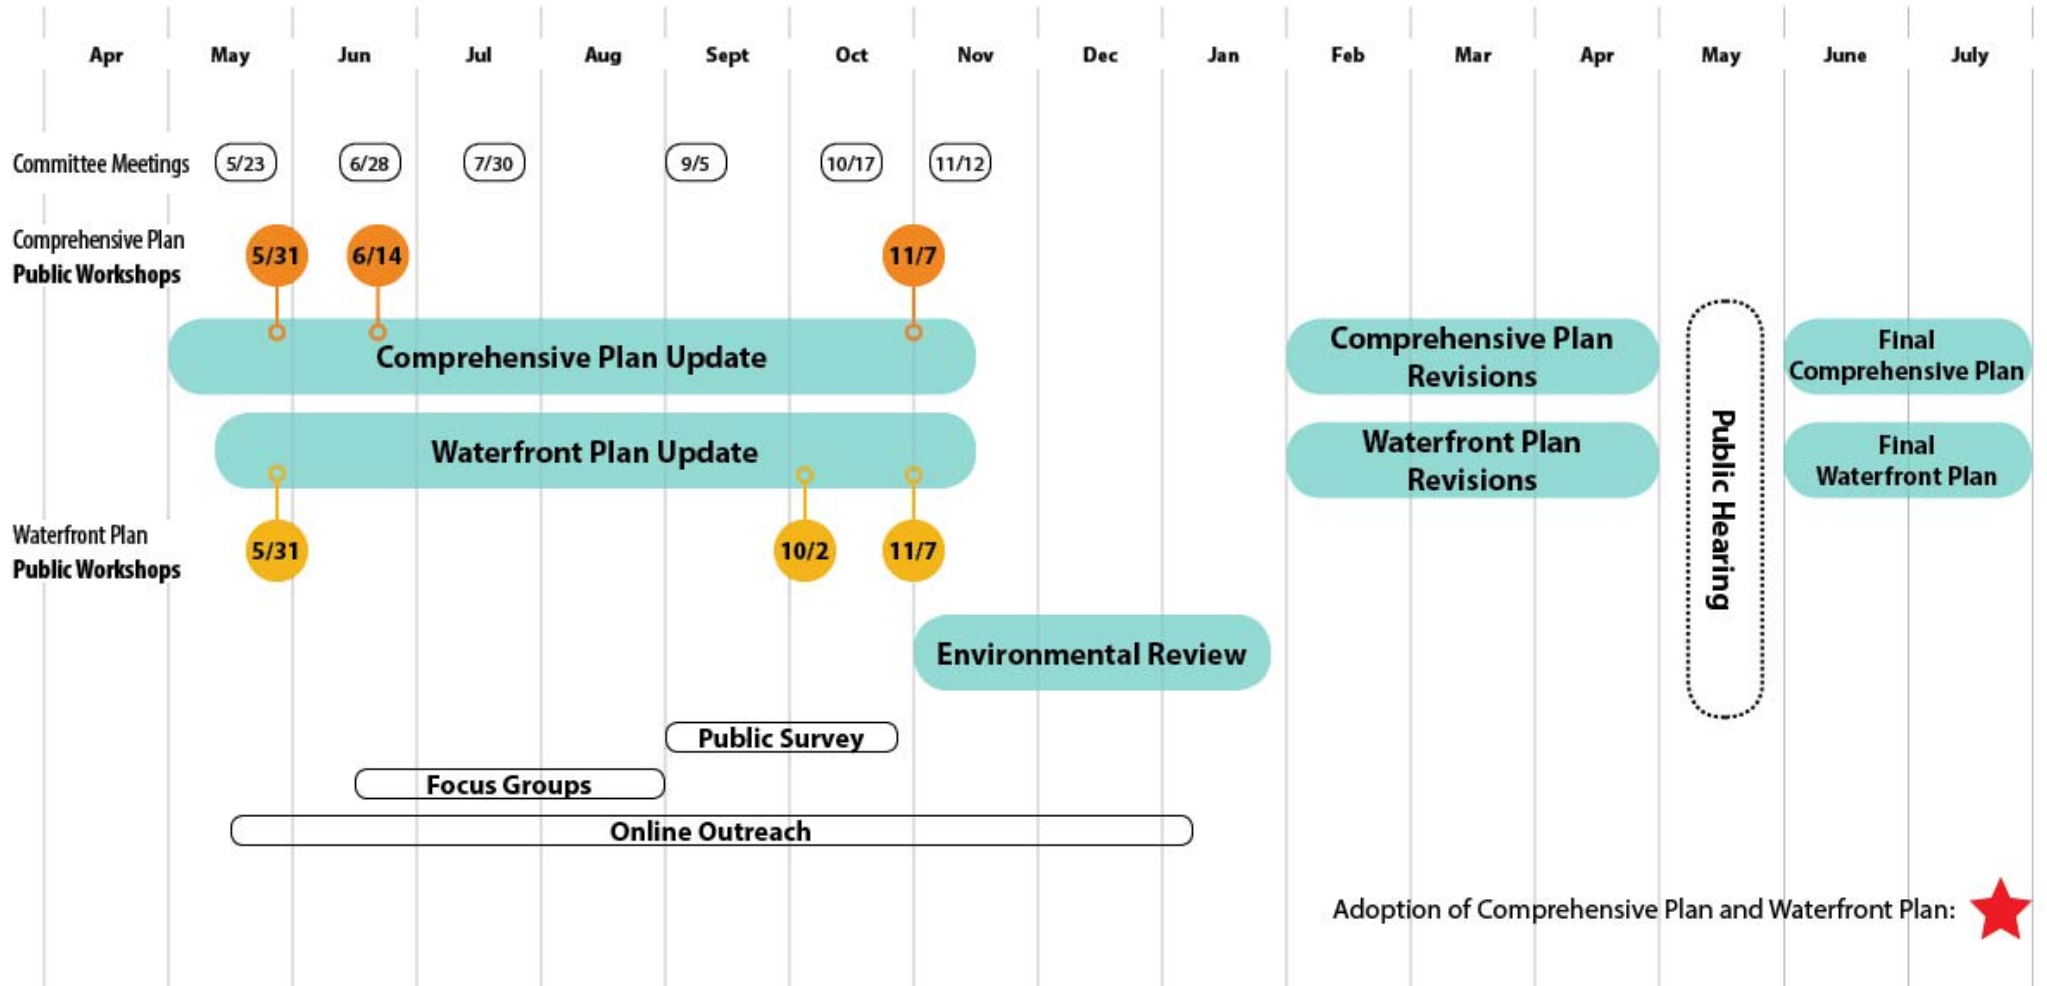 Apr May Jun Jul Aug Sept Oct Nov Dec Jan Feb Mar Apr May June July
Committee Meetings 5/23 6/28 7/30 9/5 10/17 11/12
Comprehensive Plan
Public Workshops
5/31 6/14 11/7
Comprehensive Plan Update
Comprehensive Plan
Revisions
Final
Comprehensive Plan
Waterfront Plan Update
Waterfront Plan
Revisions
Final
Waterfront Plan
Public Hearing
Waterfront Plan
Public Workshops
5/31 10/2 11/7
Environmental Review
Public Survey
Focus Groups
Online Outreach
Adoption of Comprehensive Plan and Waterfront Plan: